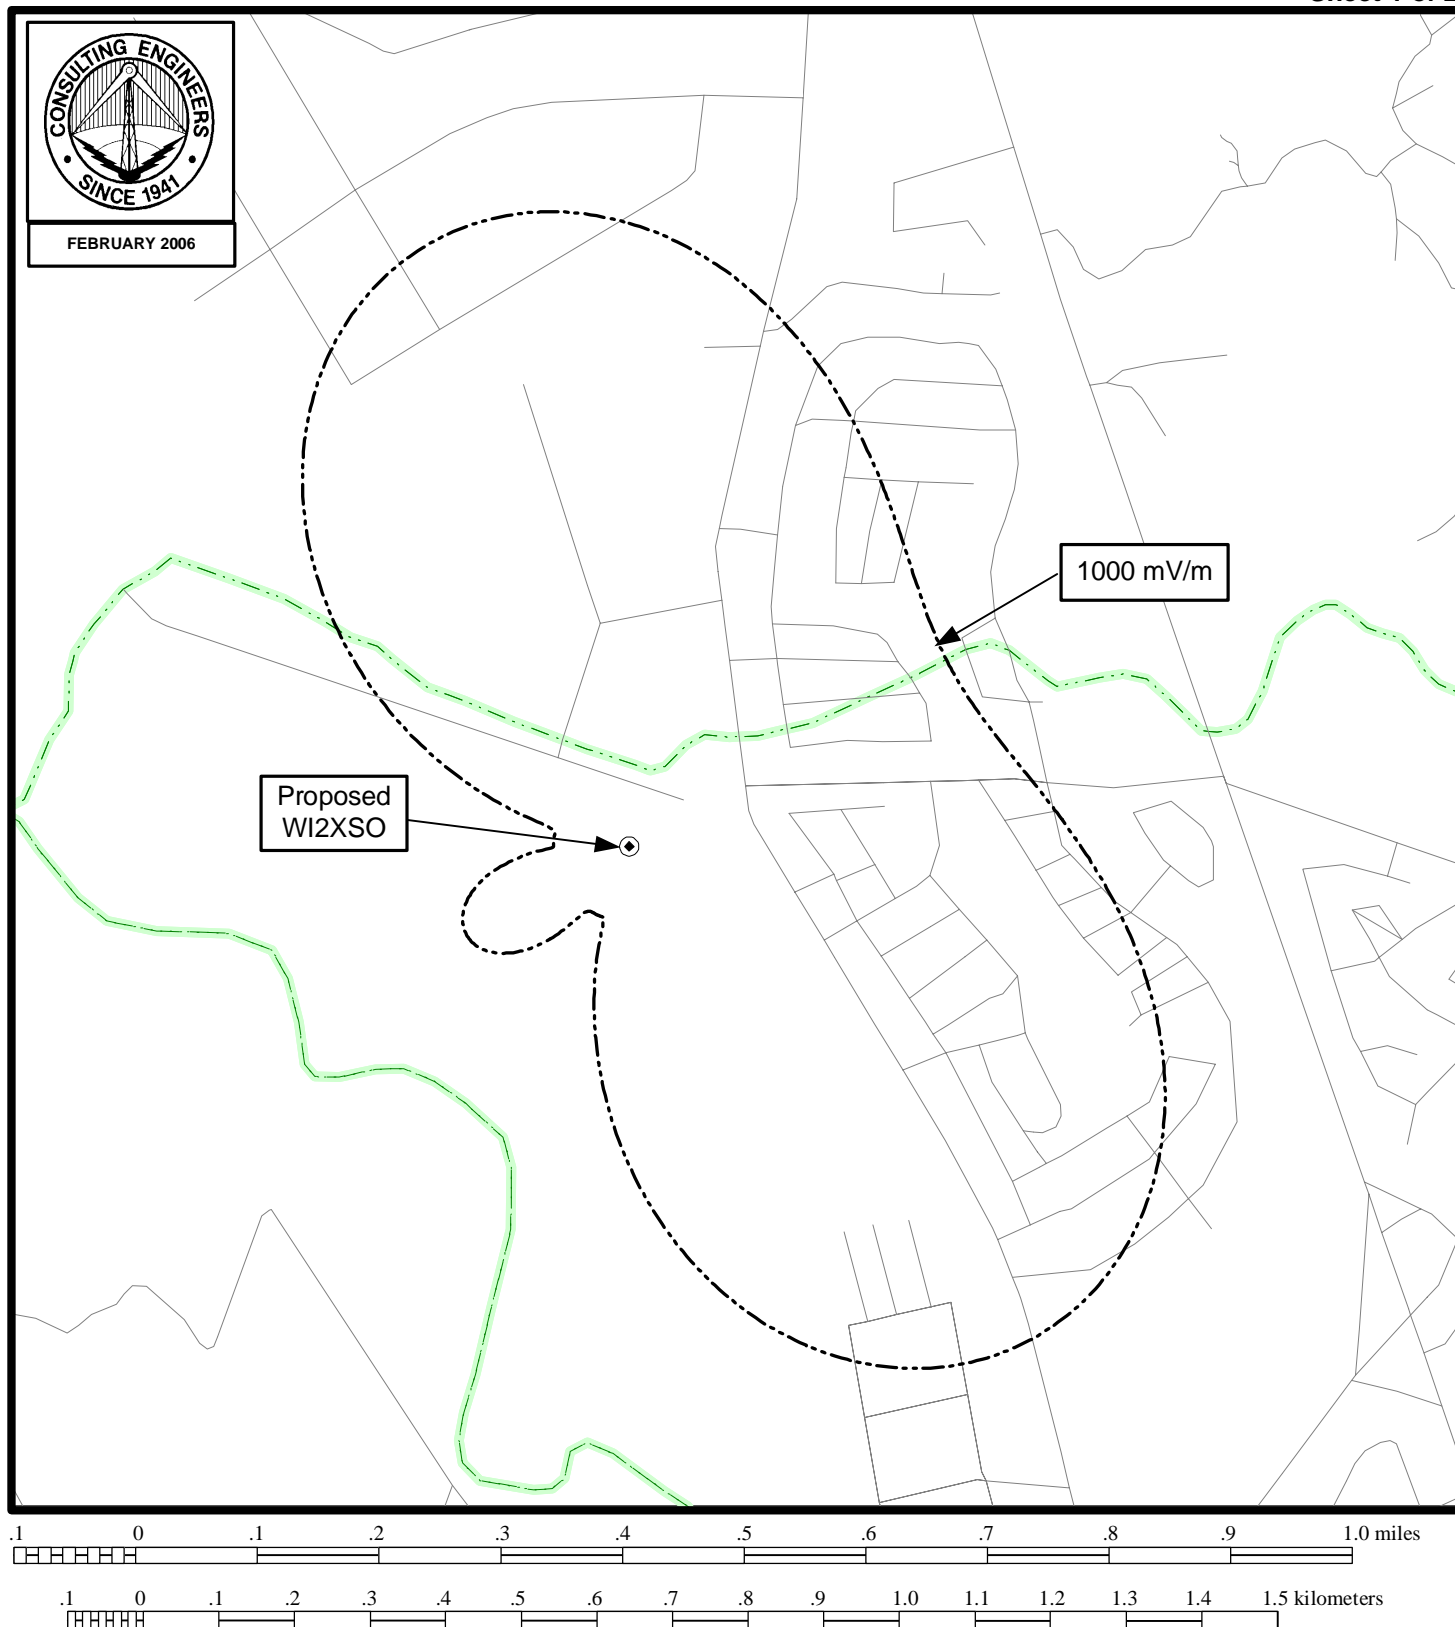 CONSULTING ENGINEERS
SINCE 1941
FEBRUARY 2006
1000 mV/m
Proposed
WI2XSO
.1 0 .1 .2 .3 .4 .5 .6 .7 .8 .9 1.0 miles
.1 0 .1 .2 .3 .4 .5 .6 .7 .8 .9 1.0 1.1 1.2 1.3 1.4 1.5 kilometers